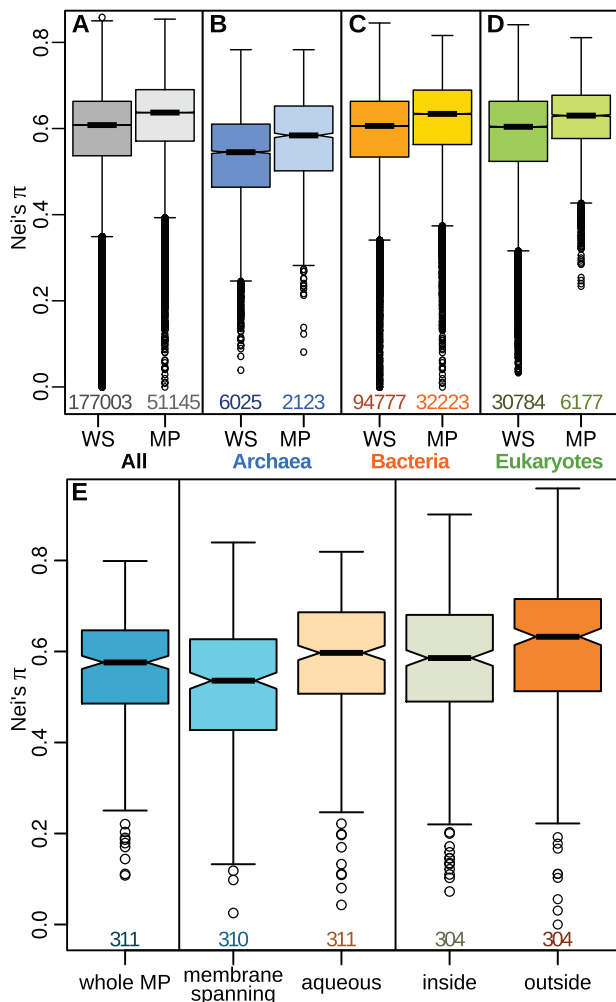 A B C D
Nei's π
0.0 0.2 0.4 0.6 0.8
177003 51145 6025 2123 94777 32223 30784 6177
WS MP WS MP WS MP WS MP
All Archaea Bacteria Eukaryotes
E
Nei's π
0.0 0.2 0.4 0.6 0.8
311 310 311 304 304
whole MP membrane spanning aqueous inside outside